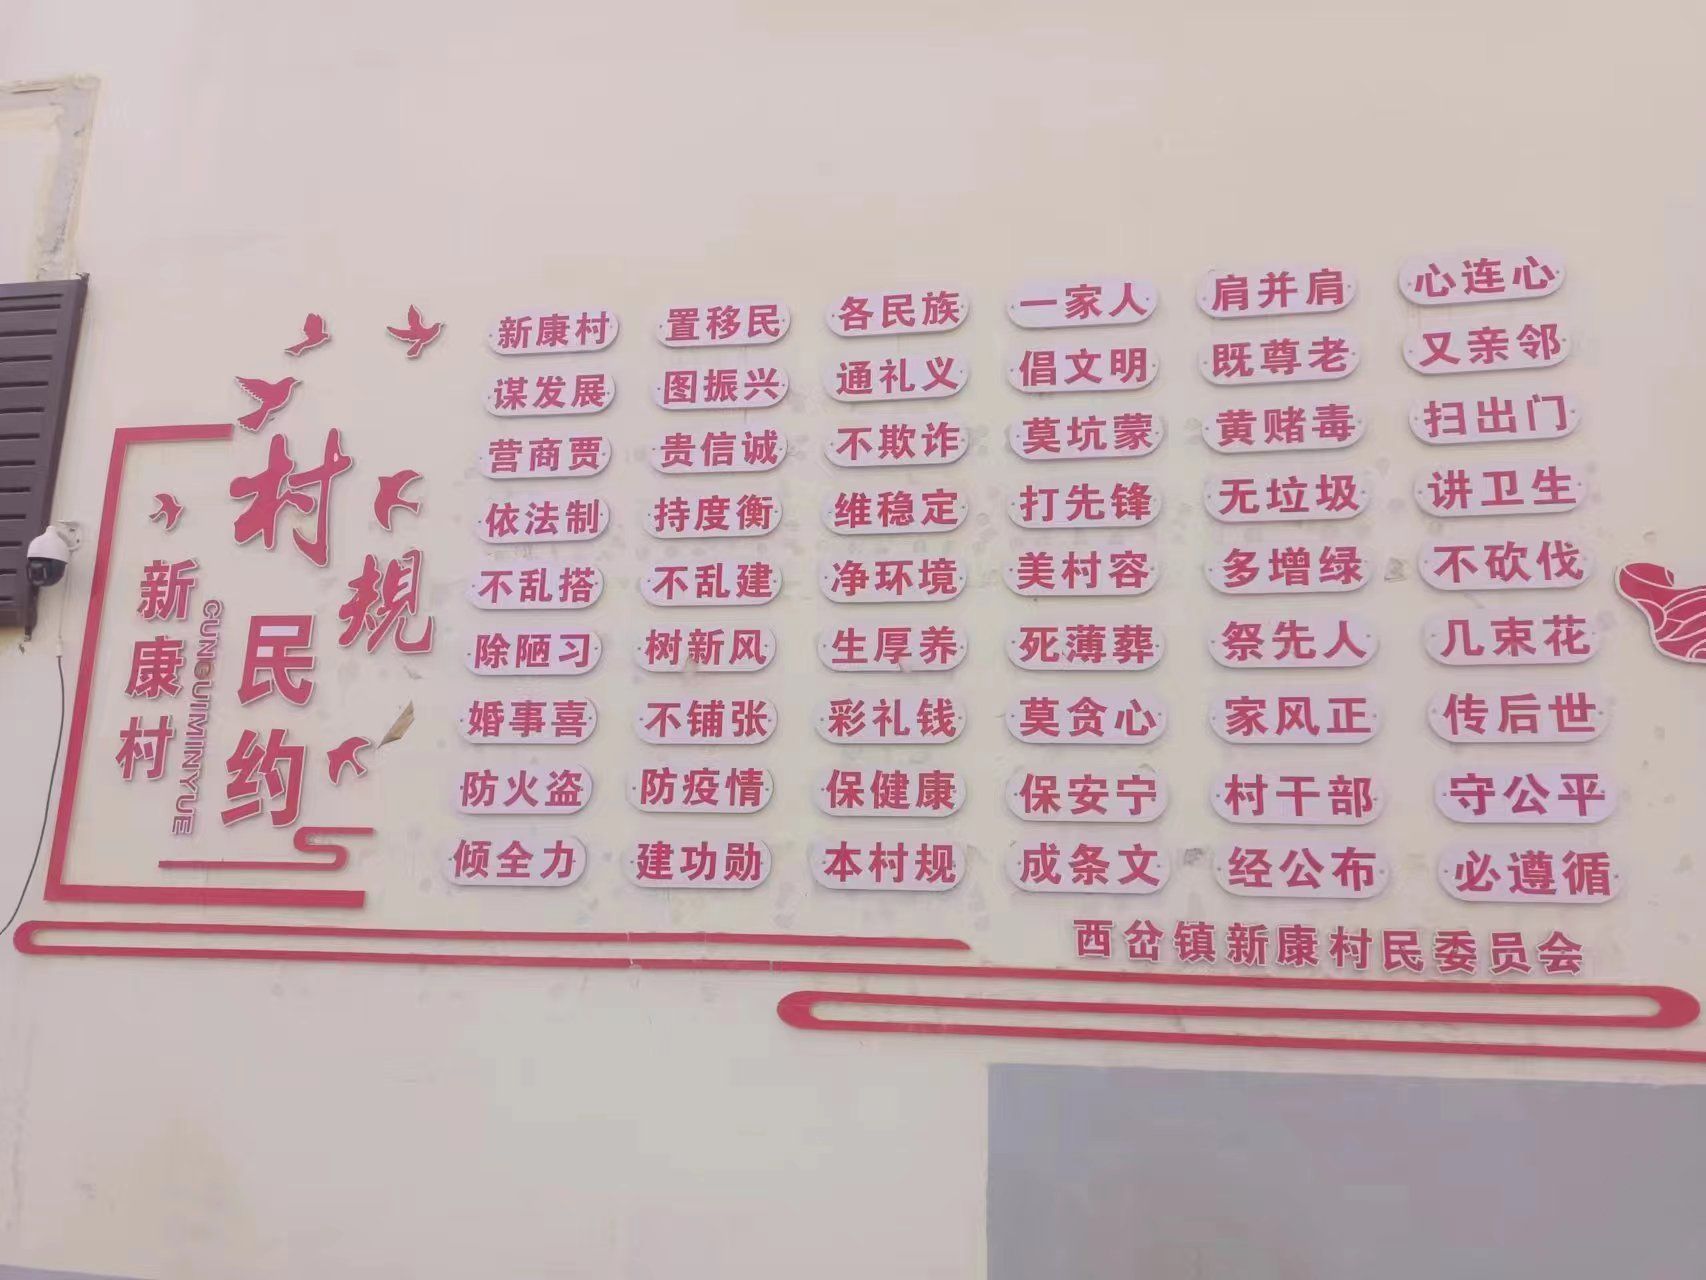 新康村
村规
民约
CUNGUIMIINYUE
新康村 置移民 各民族 一家人 肩并肩 心连心
谋发展 图振兴 通礼义 倡文明 既尊老 又亲邻
营商贾 贵信诚 不欺诈 莫坑蒙 黄赌毒 扫出门
依法制 持度衡 维稳定 打先锋 无垃圾 讲卫生
不乱搭 不乱建 净环境 美村容 多增绿 不砍伐
除陋习 树新风 生厚养 死薄葬 祭先人 几束花
婚事喜 不铺张 彩礼钱 莫贪心 家风正 传后世
防火盗 防疫情 保健康 保安宁 村干部 守公平
倾全力 建功勋 本村规 成条文 经公布 必遵循
西岔镇新康村民委员会